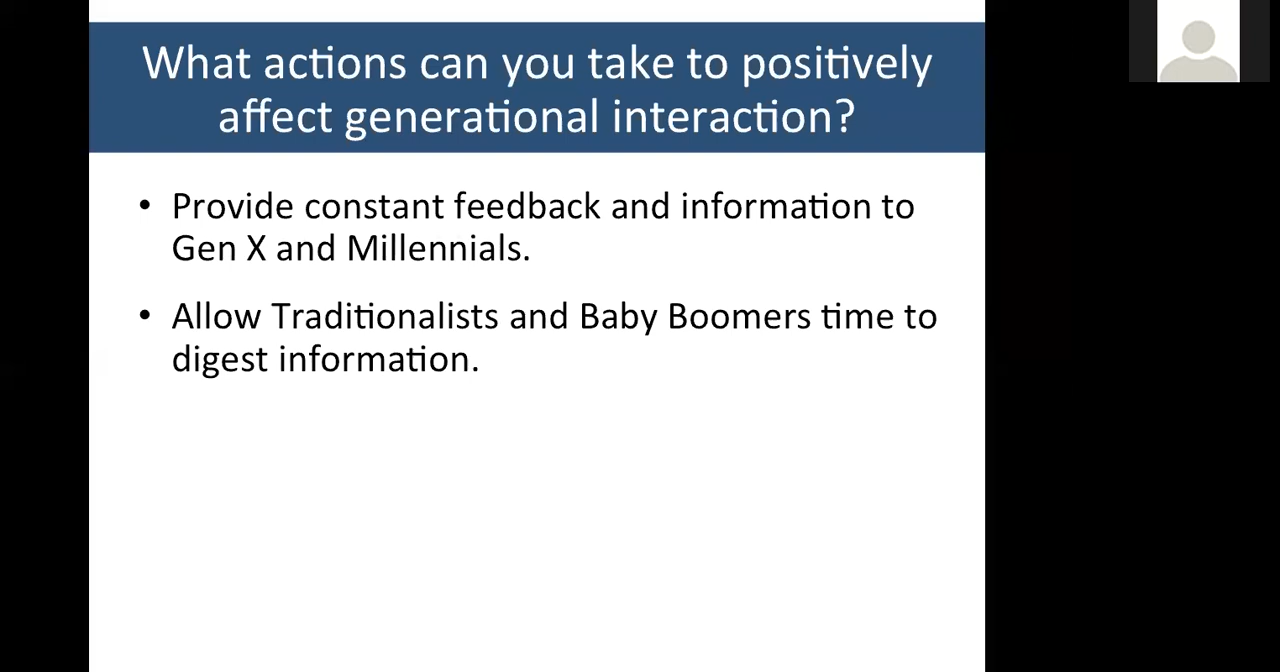 What actions can you take to positively
affect generational interaction?
• Provide constant feedback and information to
Gen X and Millennials.
• Allow Traditionalists and Baby Boomers time to
digest information.